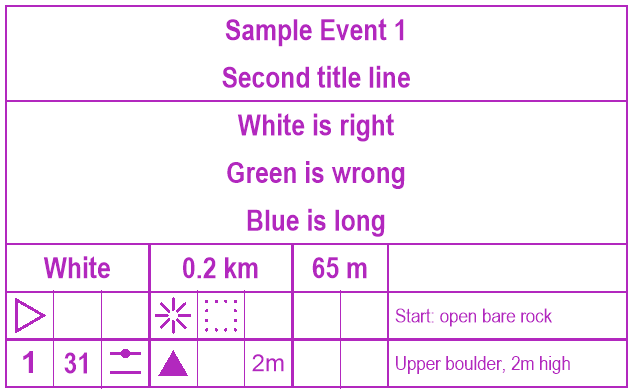 Sample Event 1
Second title line
White is right
Green is wrong
Blue is long
White 0.2 km 65 m
Start: open bare rock
1 31 2m Upper boulder, 2m high